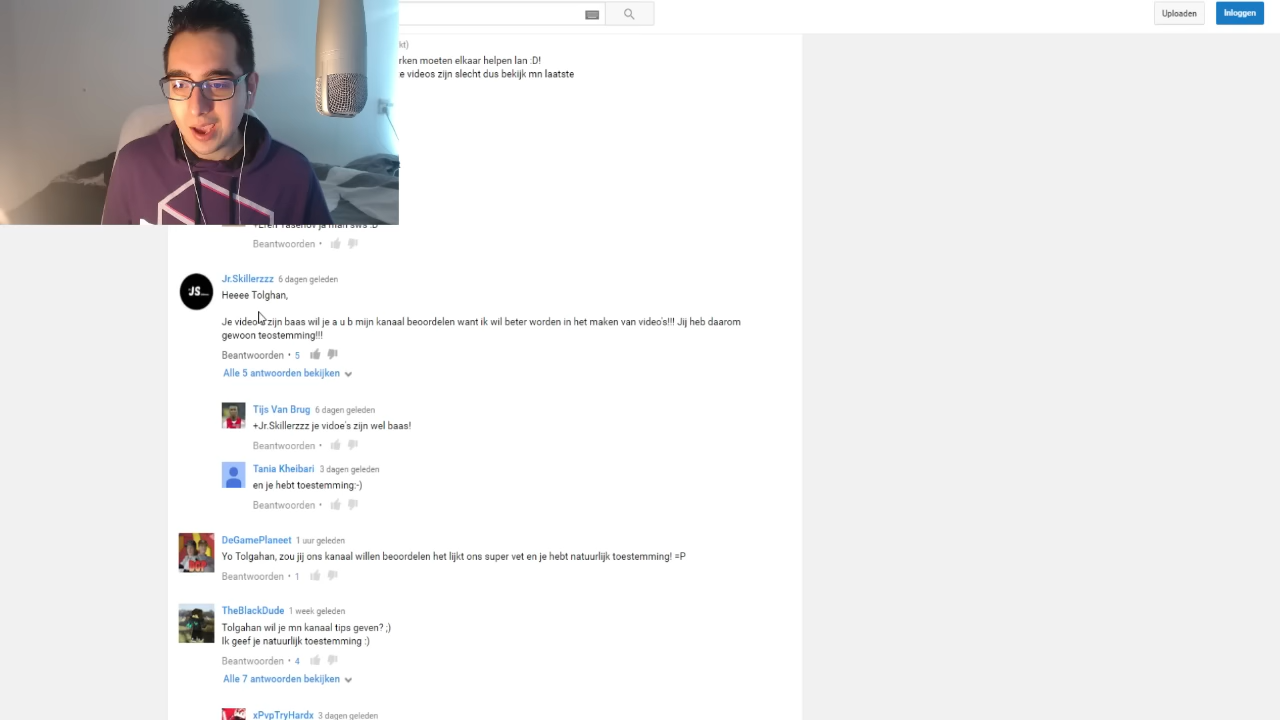 Uploaden
Inloggen
kt)
rken moeten elkaar helpen lan :D!
e videos zijn slecht dus bekijk mn laatste
Beantwoorden •
Jr.Skillerzzz 6 dagen geleden
JS
Heeee Tolghan,
Je video's zijn baas wil je a u b mijn kanaal beoordelen want ik wil beter worden in het maken van video's!!! Jij heb daarom
gewoon teostemming!!!
Beantwoorden • 5
Alle 5 antwoorden bekijken
Tijs Van Brug 6 dagen geleden
+Jr.Skillerzzz je vidoe's zijn wel baas!
Beantwoorden •
Tania Kheibari 3 dagen geleden
en je hebt toestemming:-)
Beantwoorden •
DeGamePlaneet 1 uur geleden
Yo Tolgahan, zou jij ons kanaal willen beoordelen het lijkt ons super vet en je hebt natuurlijk toestemming! =P
Beantwoorden • 1
TheBlackDude 1 week geleden
Tolgahan wil je mn kanaal tips geven? ;)
Ik geef je natuurlijk toestemming :)
Beantwoorden • 4
Alle 7 antwoorden bekijken
xPvpTryHardx 3 dagen geleden